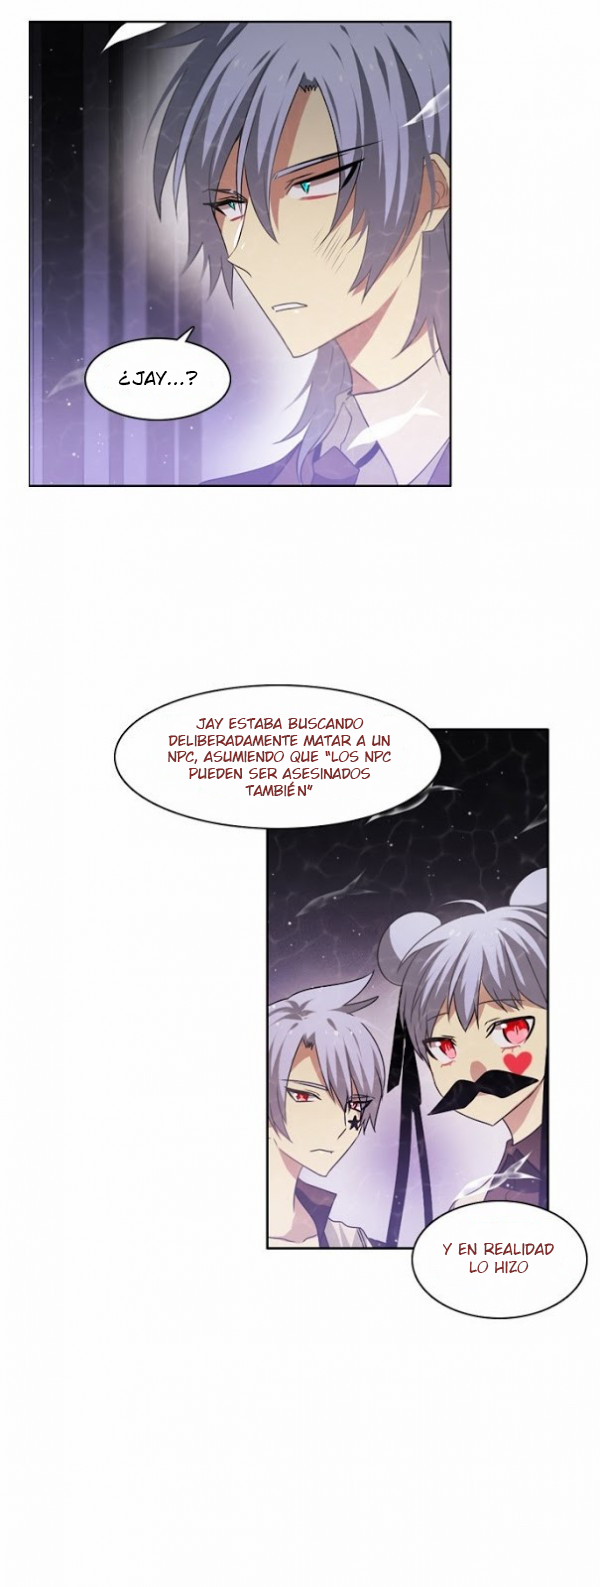 ¿JAY...?
JAY ESTABA BUSCANDO
DELIBERADAMENTE MATAR A UN
NPC, ASUMIENDO QUE "LOS NPC
PUEDEN SER ASESINADOS
TAMBIÉN"
Y EN REALIDAD
LO HIZO